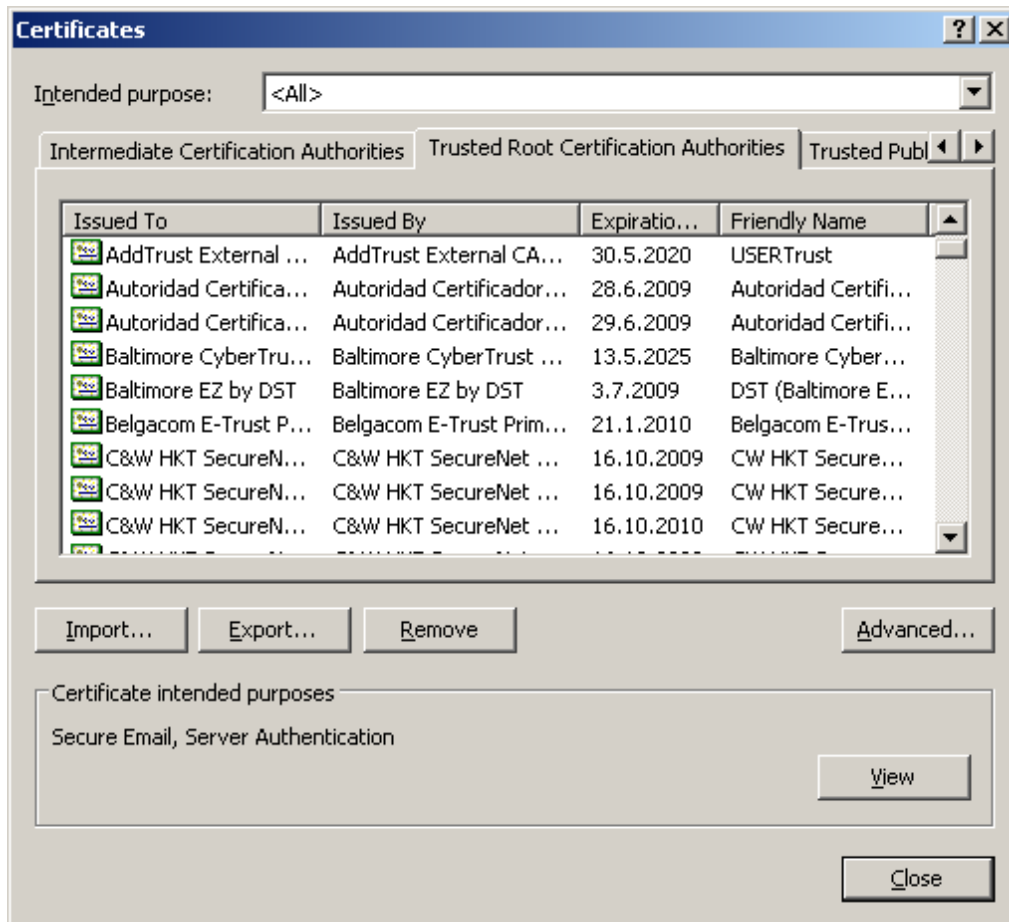 Certificates
Intended purpose: <All>
Intermediate Certification Authorities Trusted Root Certification Authorities Trusted Publ
Issued To Issued By Expiratio... Friendly Name
AddTrust External ... AddTrust External CA... 30.5.2020 USERTrust
Autoridad Certifica... Autoridad Certificador... 28.6.2009 Autoridad Certifi...
Autoridad Certifica... Autoridad Certificador... 29.6.2009 Autoridad Certifi...
Baltimore CyberTru... Baltimore CyberTrust ... 13.5.2025 Baltimore Cyber...
Baltimore EZ by DST Baltimore EZ by DST 3.7.2009 DST (Baltimore E...
Belgacom E-Trust P... Belgacom E-Trust Prim... 21.1.2010 Belgacom E-Trus...
C&W HKT SecureN... C&W HKT SecureNet ... 16.10.2009 CW HKT Secure...
C&W HKT SecureN... C&W HKT SecureNet ... 16.10.2009 CW HKT Secure...
C&W HKT SecureN... C&W HKT SecureNet ... 16.10.2010 CW HKT Secure...
Import... Export... Remove Advanced...
Certificate intended purposes
Secure Email, Server Authentication
View
Close